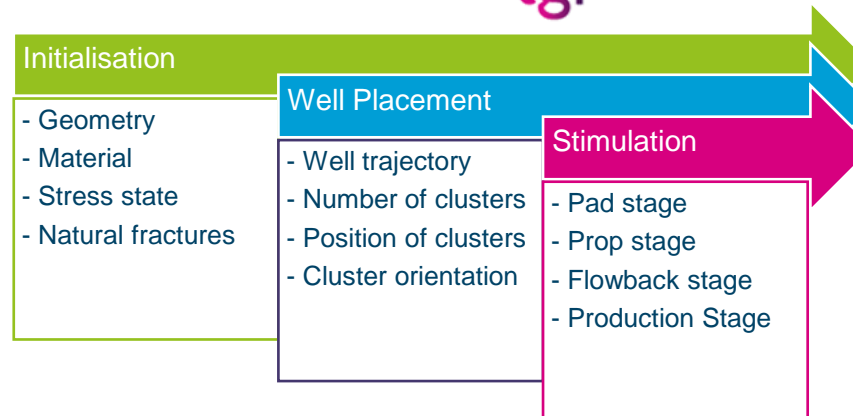 Initialisation
- Geometry
- Material
- Stress state
- Natural fractures
Well Placement
- Well trajectory
- Number of clusters
- Position of clusters
- Cluster orientation
Stimulation
- Pad stage
- Prop stage
- Flowback stage
- Production Stage